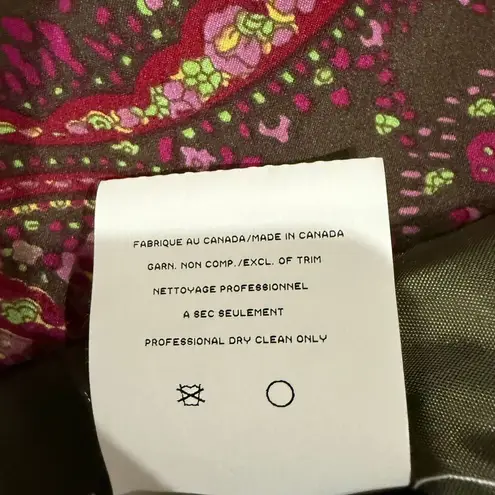 FABRIQUE AU CANADA/MADE IN CANADA
GARN. NON COMP./EXCL. OF TRIM
NETTOYAGE PROFESSIONNEL
A SEC SEULEMENT
PROFESSIONAL DRY CLEAN ONLY